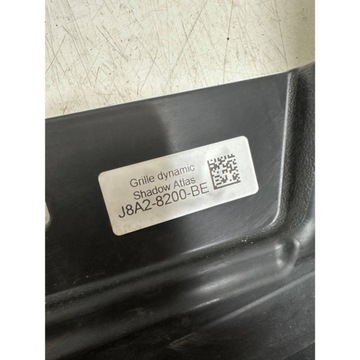 Grille dynamic
Shadow Atlas
J8A2-8200-BE